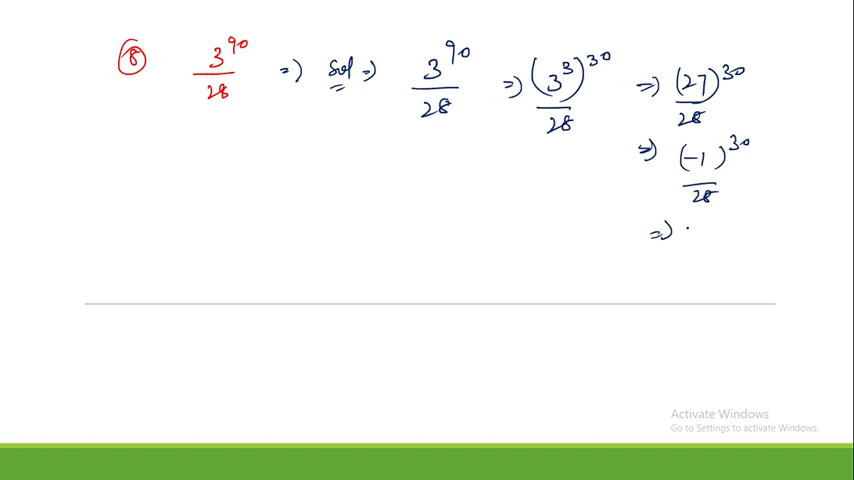 8 3^90/28 => Sol => 3^90/28 => (3^3)^30/28 => (27)^30/28
=> (-1)^30/28
=> .
Activate Windows
Go to Settings to activate Windows.